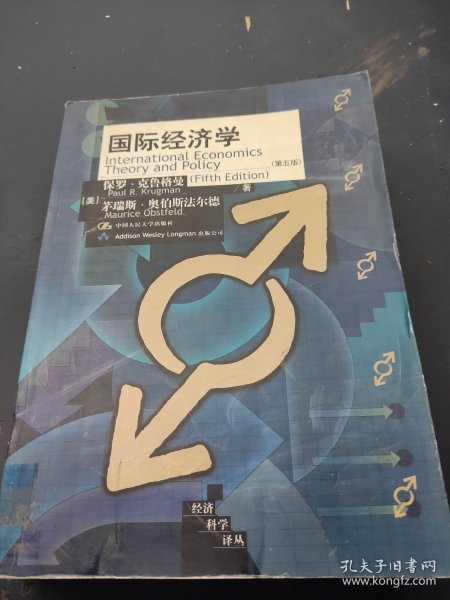 国际经济学
International Economics
Theory and Policy (第五版)
(Fifth Edition)
[美] 保罗·克鲁格曼
Paul R. Krugman
茅瑞斯·奥伯斯法尔德 / 著
Maurice Obstfeld
中国人民大学出版社
Addison Wesley Longman 出版公司
经济
科学
译丛
孔夫子旧书网
www.kongfz.com